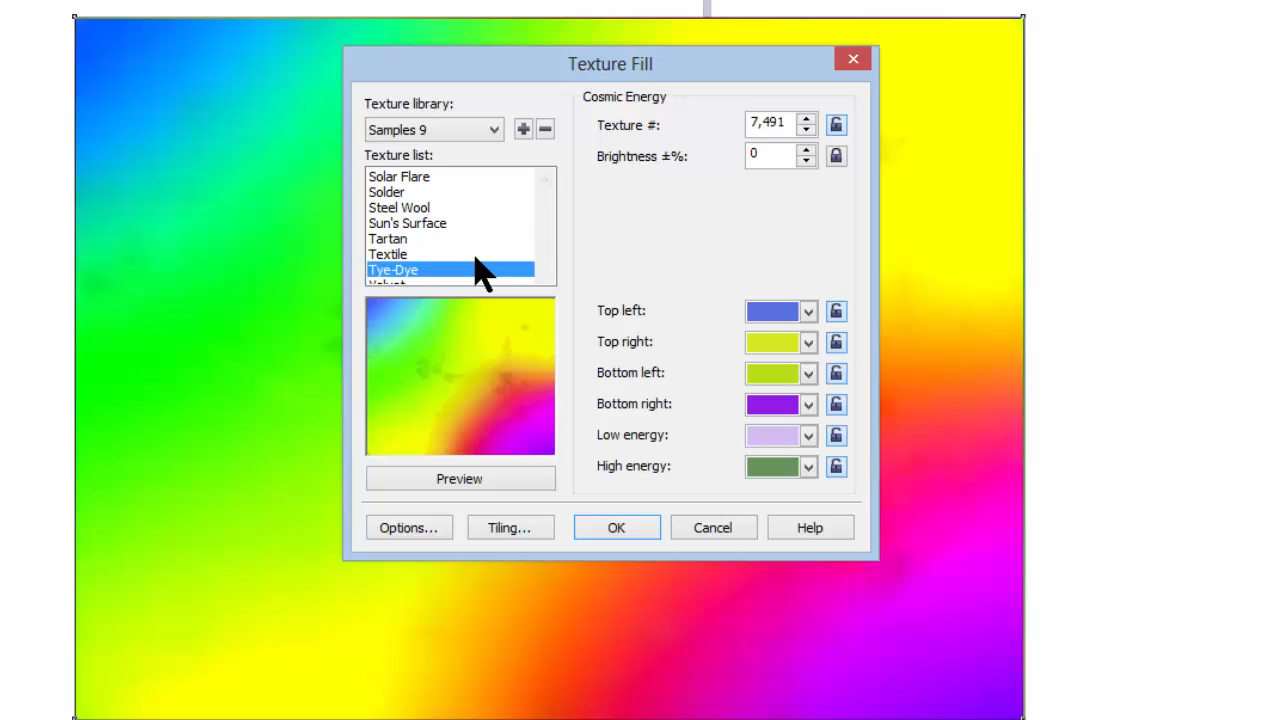 Texture Fill
Texture library:
Samples 9
Texture list:
Solar Flare
Solder
Steel Wool
Sun's Surface
Tartan
Textile
Tye-Dye
Velvet
Preview
Cosmic Energy
Texture #: 7,491
Brightness ±%: 0
Top left:
Top right:
Bottom left:
Bottom right:
Low energy:
High energy:
Options...
Tiling...
OK
Cancel
Help